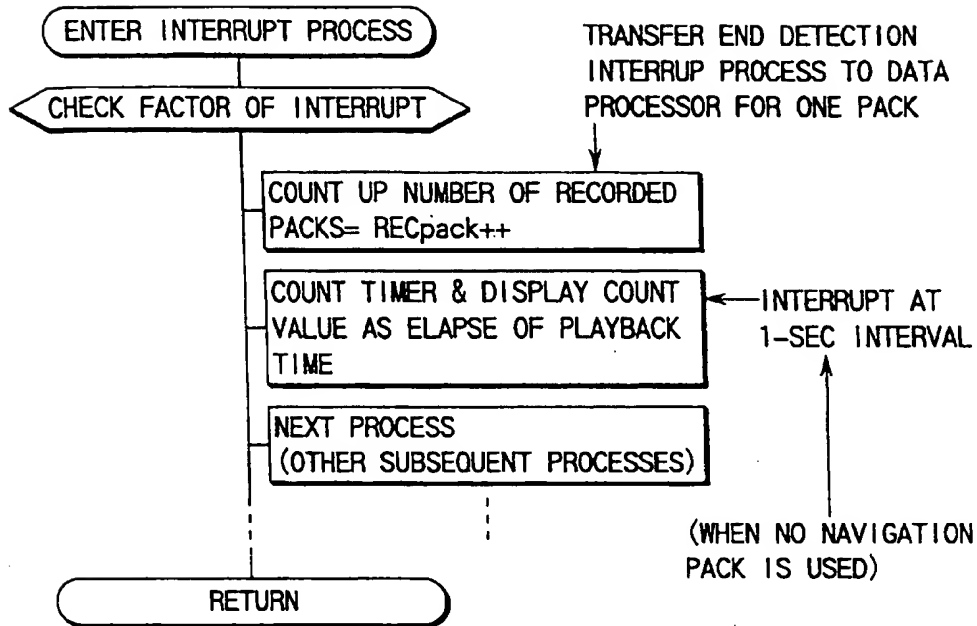 ENTER INTERRUPT PROCESS
CHECK FACTOR OF INTERRUPT
TRANSFER END DETECTION
INTERRUP PROCESS TO DATA
PROCESSOR FOR ONE PACK
COUNT UP NUMBER OF RECORDED
PACKS= RECpack++
COUNT TIMER & DISPLAY COUNT
VALUE AS ELAPSE OF PLAYBACK
TIME
INTERRUPT AT
1-SEC INTERVAL
NEXT PROCESS
(OTHER SUBSEQUENT PROCESSES)
(WHEN NO NAVIGATION
PACK IS USED)
RETURN